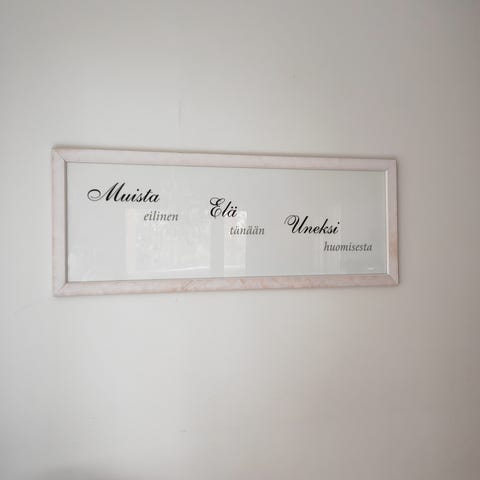 Muista
eilinen
Elä
tänään
Uneksi
huomisesta